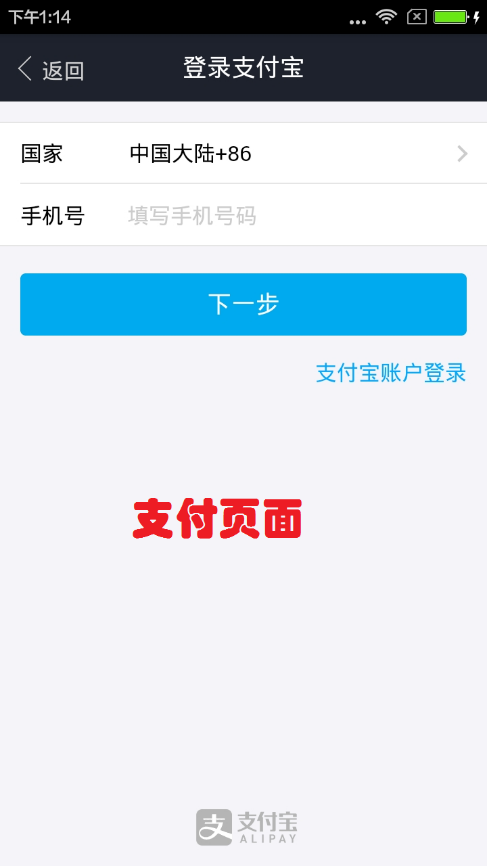 下午1:14
返回
登录支付宝
国家 中国大陆+86
手机号 填写手机号码
下一步
支付宝账户登录
支付页面
支 支付宝
ALIPAY